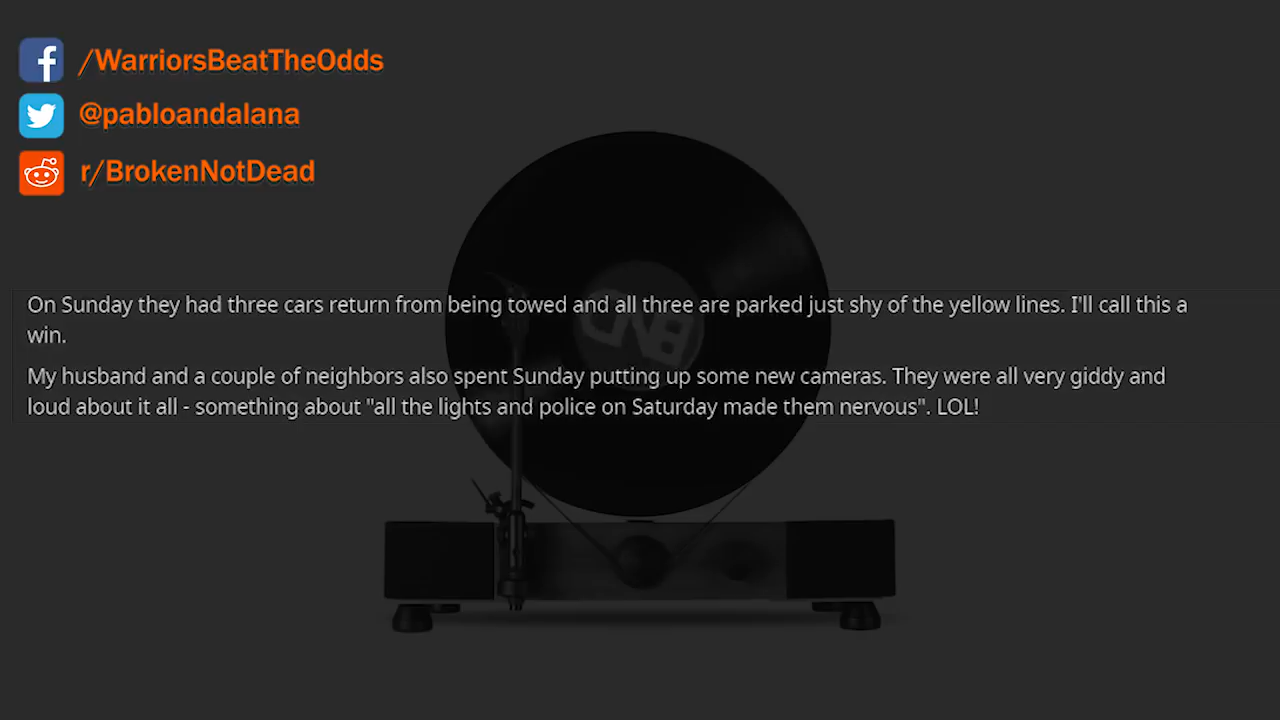 /WarriorsBeatTheOdds
@pabloandalana
r/BrokenNotDead
On Sunday they had three cars return from being towed and all three are parked just shy of the yellow lines. I'll call this a
win.
My husband and a couple of neighbors also spent Sunday putting up some new cameras. They were all very giddy and
loud about it all - something about "all the lights and police on Saturday made them nervous". LOL!